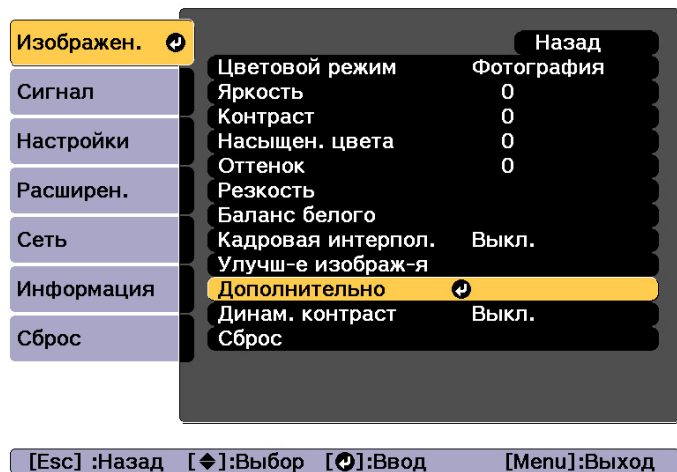 Изображен.
Сигнал
Настройки
Расширен.
Сеть
Информация
Сброс
Назад
Цветовой режим Фотография
Яркость 0
Контраст 0
Насыщен. цвета 0
Оттенок 0
Резкость
Баланс белого
Кадровая интерпол. Выкл.
Улучш-е изображ-я
Дополнительно
Динам. контраст Выкл.
Сброс
[Esc] :Назад [◆]:Выбор [⏎]:Ввод [Menu]:Выход